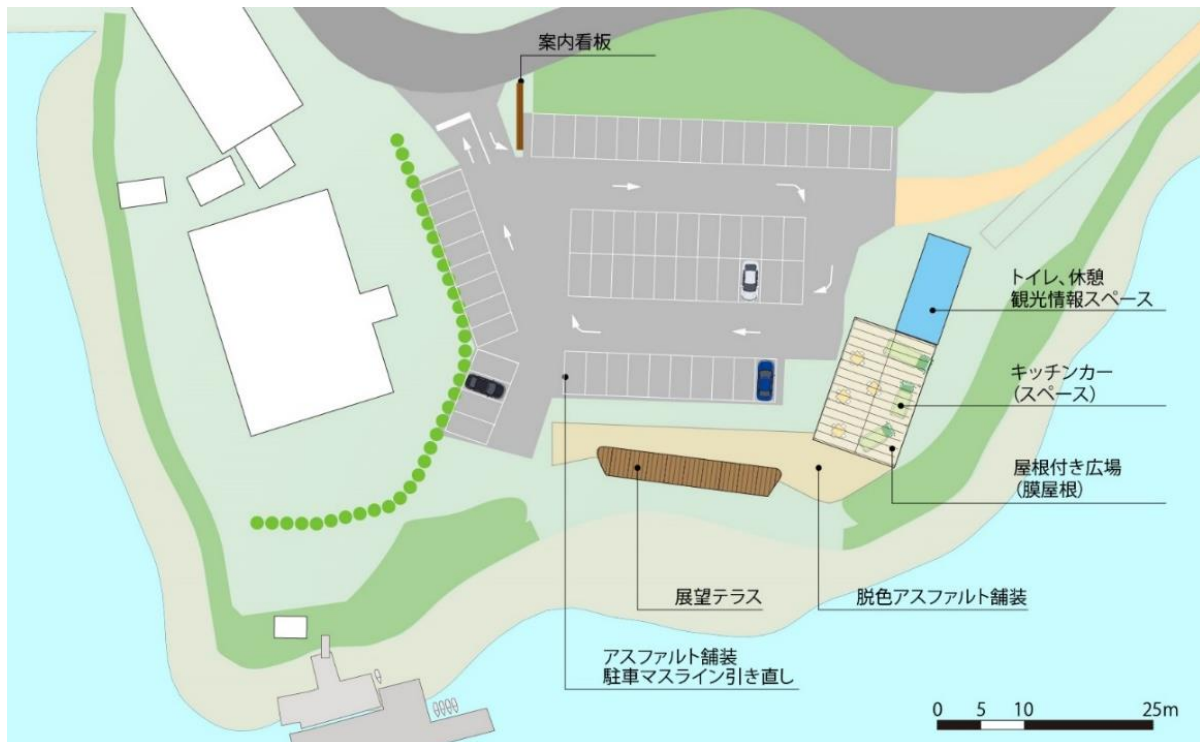 案内看板
トイレ、休憩
観光情報スペース
キッチンカー
(スペース)
屋根付き広場
(膜屋根)
展望テラス
脱色アスファルト舗装
アスファルト舗装
駐車マスライン引き直し
0 5 10 25m